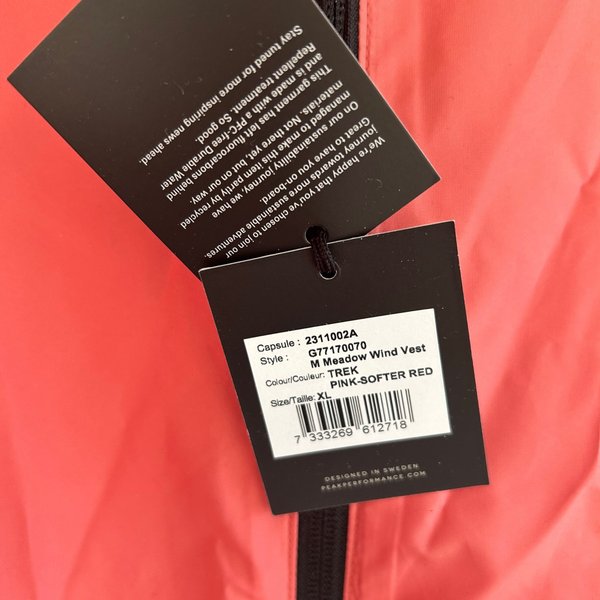 We're happy that you've chosen to join our
journey towards more sustainable adventures.
Great to have you on-board.
On our sustainability journey, we have
managed to make this item partly by recycled
materials. Not there yet, but on our way.
This garment has left fluorocarbons behind
and is made with a PFC-free Durable Water
Repellent treatment. So good.
Stay tuned for more inspiring news ahead.
Capsule : 2311002A
Style : G77170070
M Meadow Wind Vest
Colour/Couleur: TREK
PINK-SOFTER RED
Size/Taille: XL
7 333269 612718
DESIGNED IN SWEDEN
PEAKPERFORMANCE.COM